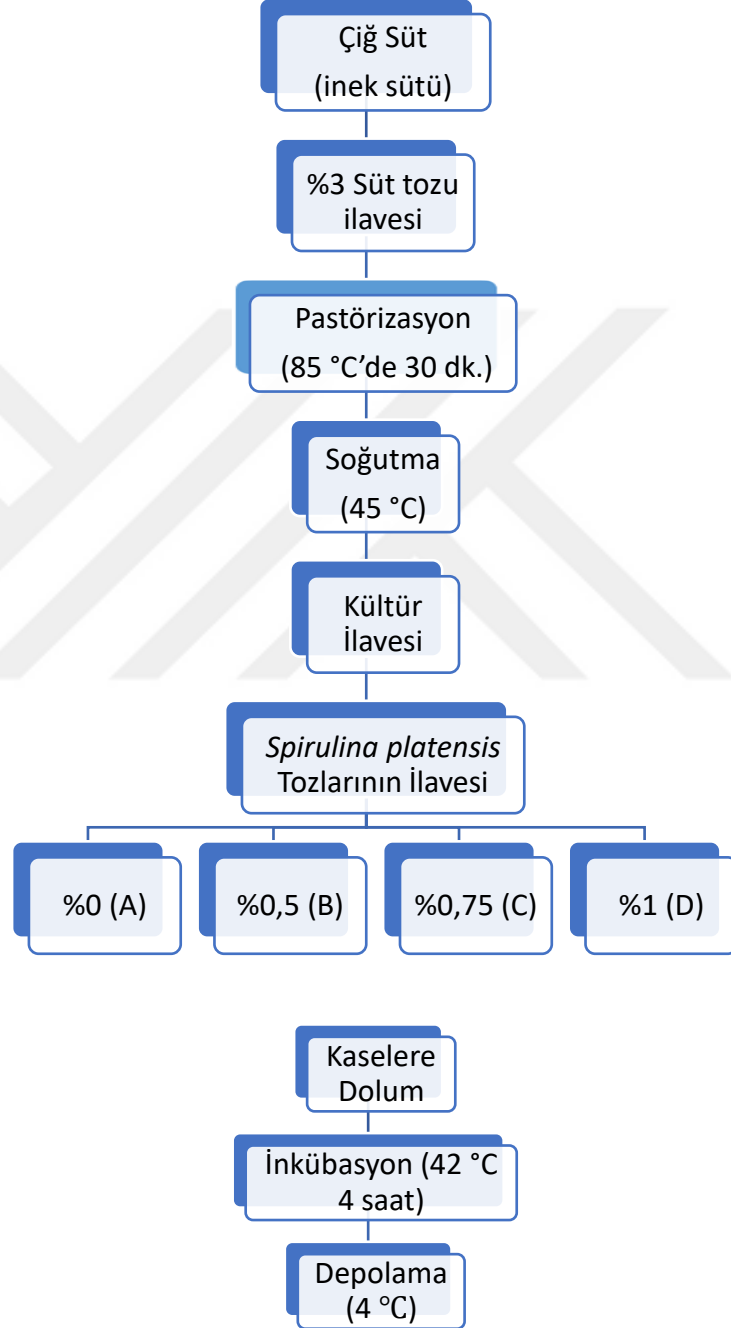 Çiğ Süt
(inek sütü)
%3 Süt tozu
ilavesi
Pastörizasyon
(85 °C’de 30 dk.)
Soğutma
(45 °C)
Kültür
İlavesi
Spirulina platensis
Tozlarının İlavesi
%0 (A)
%0,5 (B)
%0,75 (C)
%1 (D)
Kaselere
Dolum
İnkübasyon (42 °C
4 saat)
Depolama
(4 °C)